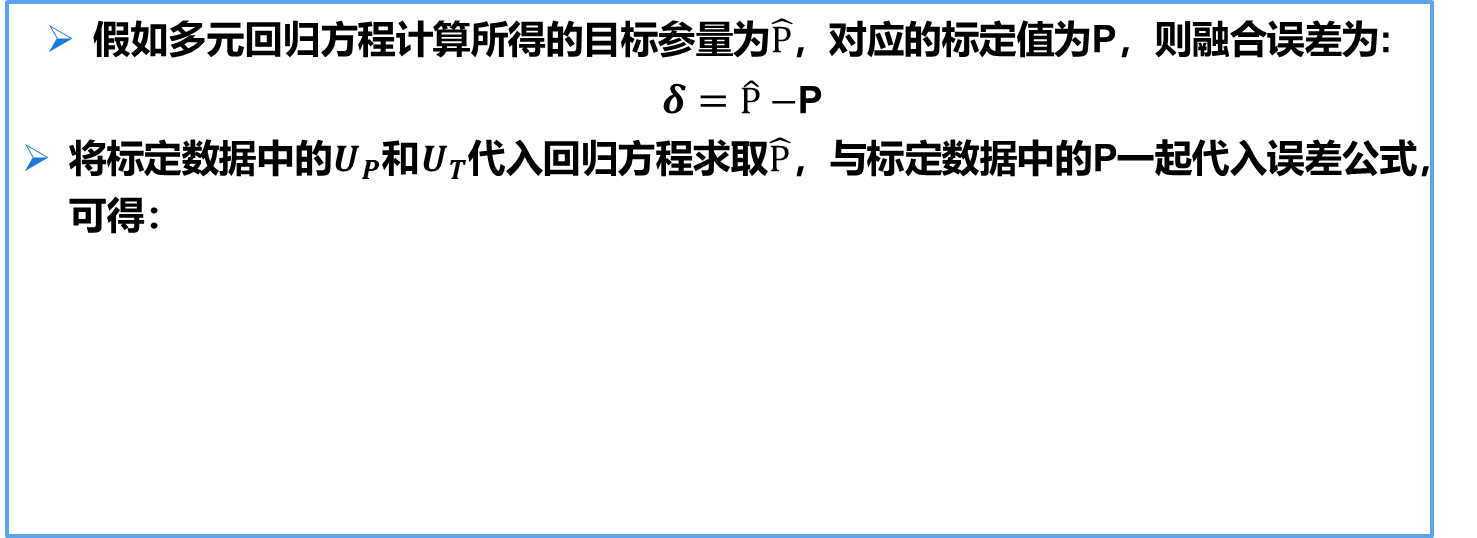 假如多元回归方程计算所得的目标参量为P̂，对应的标定值为P，则融合误差为:
δ = P̂ −P
将标定数据中的U_P和U_T代入回归方程求取P̂，与标定数据中的P一起代入误差公式，
可得：